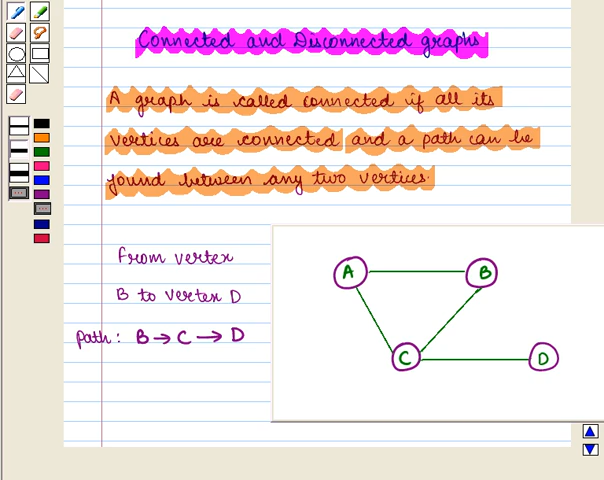 Connected and Disconnected graphs
A graph is called connected if all its
vertices are connected and a path can be
found between any two vertices.
From vertex
B to vertex D
Path: B → C → D
A B
C D